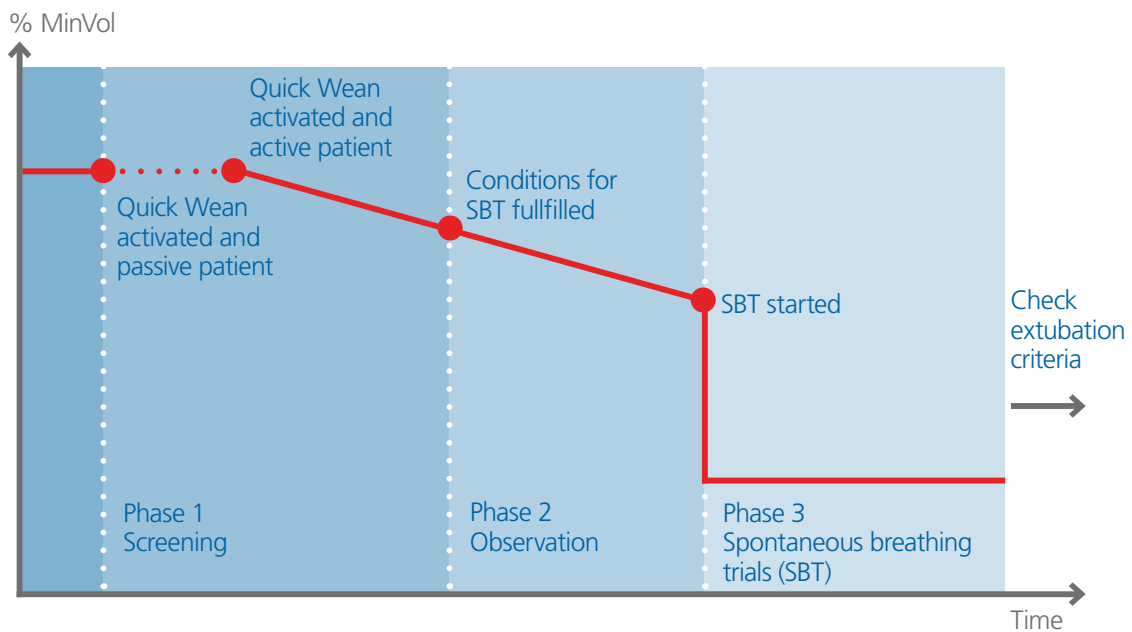 % MinVol
Quick Wean
activated and
active patient
Conditions for
SBT fullfilled
Quick Wean
activated and
passive patient
SBT started
Check
extubation
criteria
Phase 1
Screening
Phase 2
Observation
Phase 3
Spontaneous breathing
trials (SBT)
Time